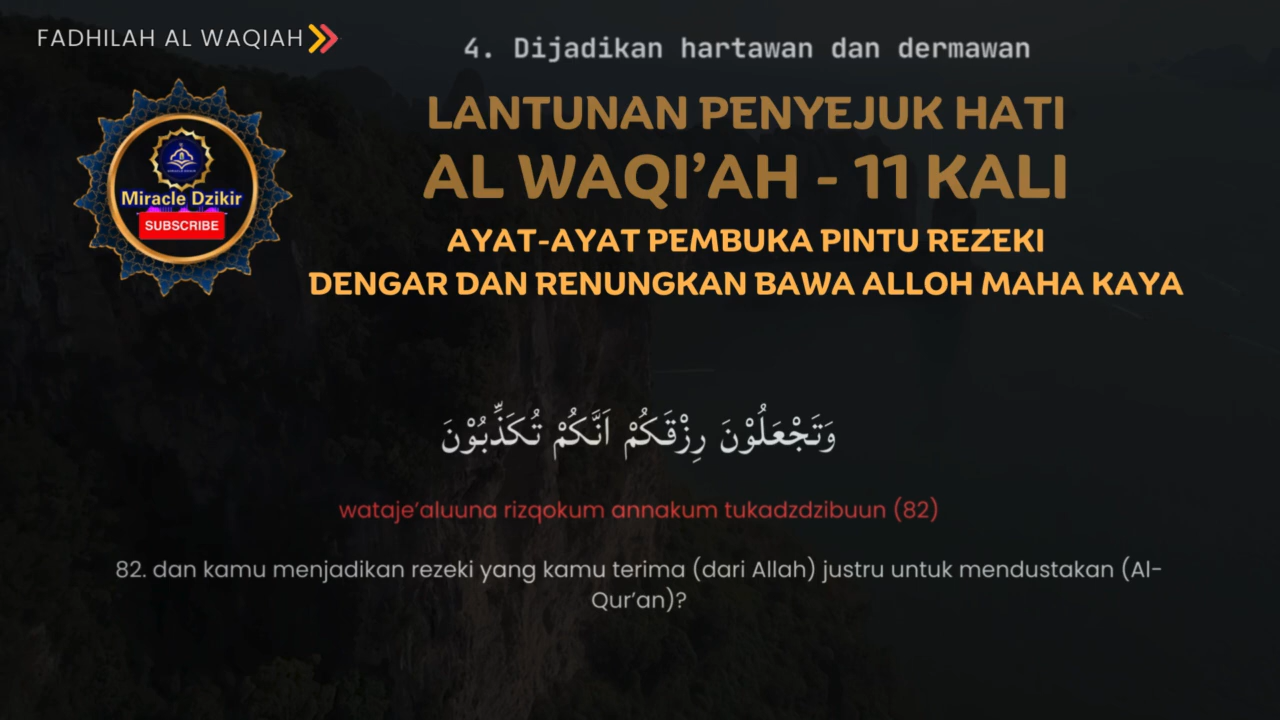 FADHILAH AL WAQIAH
4. Dijadikan hartawan dan dermawan
LANTUNAN PENYEJUK HATI
AL WAQI’AH - 11 KALI
AYAT-AYAT PEMBUKA PINTU REZEKI
DENGAR DAN RENUNGKAN BAWA ALLOH MAHA KAYA
Miracle Dzikir
SUBSCRIBE
وَتَجْعَلُوْنَ رِزْقَكُمْ اَنَّكُمْ تُكَذِّبُوْنَ
wataje’aluuna rizqokum annakum tukadzdzibuun (82)
82. dan kamu menjadikan rezeki yang kamu terima (dari Allah) justru untuk mendustakan (Al-
Qur’an)?